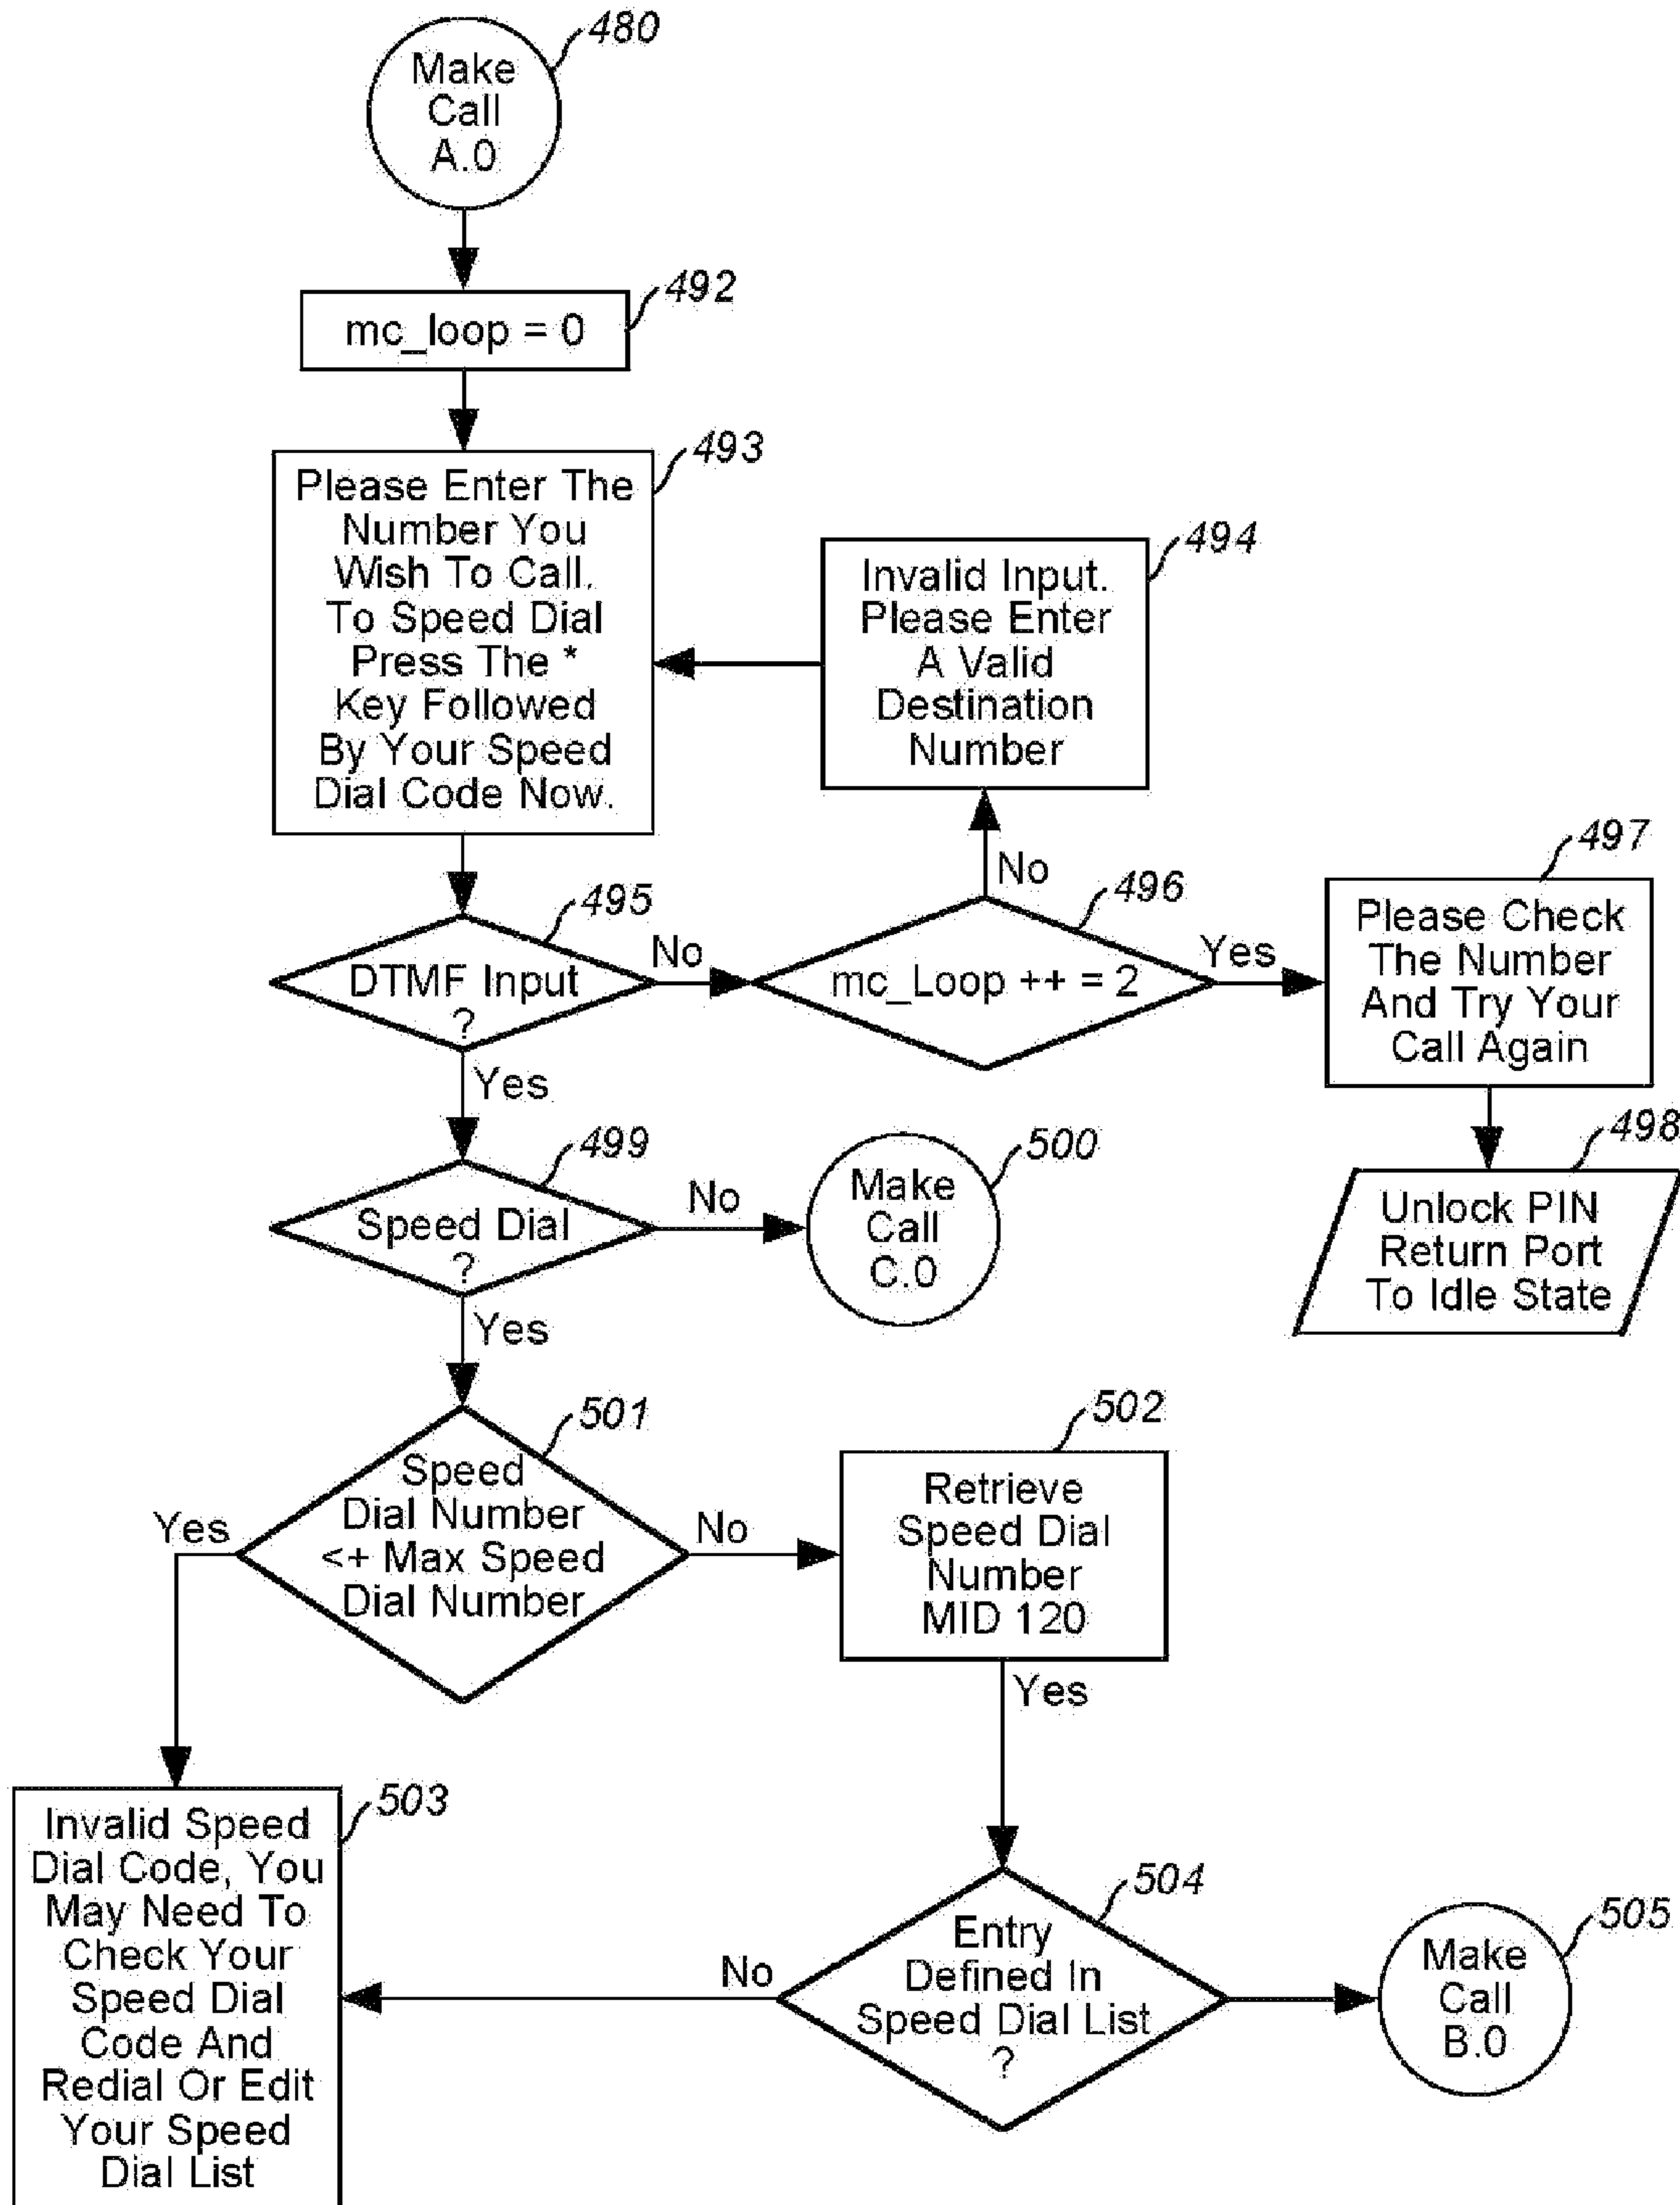 480
Make
Call
A.0
492
mc_loop = 0
493
Please Enter The
Number You
Wish To Call.
To Speed Dial
Press The *
Key Followed
By Your Speed
Dial Code Now.
494
Invalid Input.
Please Enter
A Valid
Destination
Number
495
DTMF Input
?
No
Yes
496
mc_Loop ++ = 2
No
Yes
497
Please Check
The Number
And Try Your
Call Again
498
Unlock PIN
Return Port
To Idle State
499
Speed Dial
?
No
Yes
500
Make
Call
C.0
501
Speed
Dial Number
<+ Max Speed
Dial Number
Yes
No
502
Retrieve
Speed Dial
Number
MID 120
Yes
503
Invalid Speed
Dial Code, You
May Need To
Check Your
Speed Dial
Code And
Redial Or Edit
Your Speed
Dial List
504
Entry
Defined In
Speed Dial List
?
No
505
Make
Call
B.0